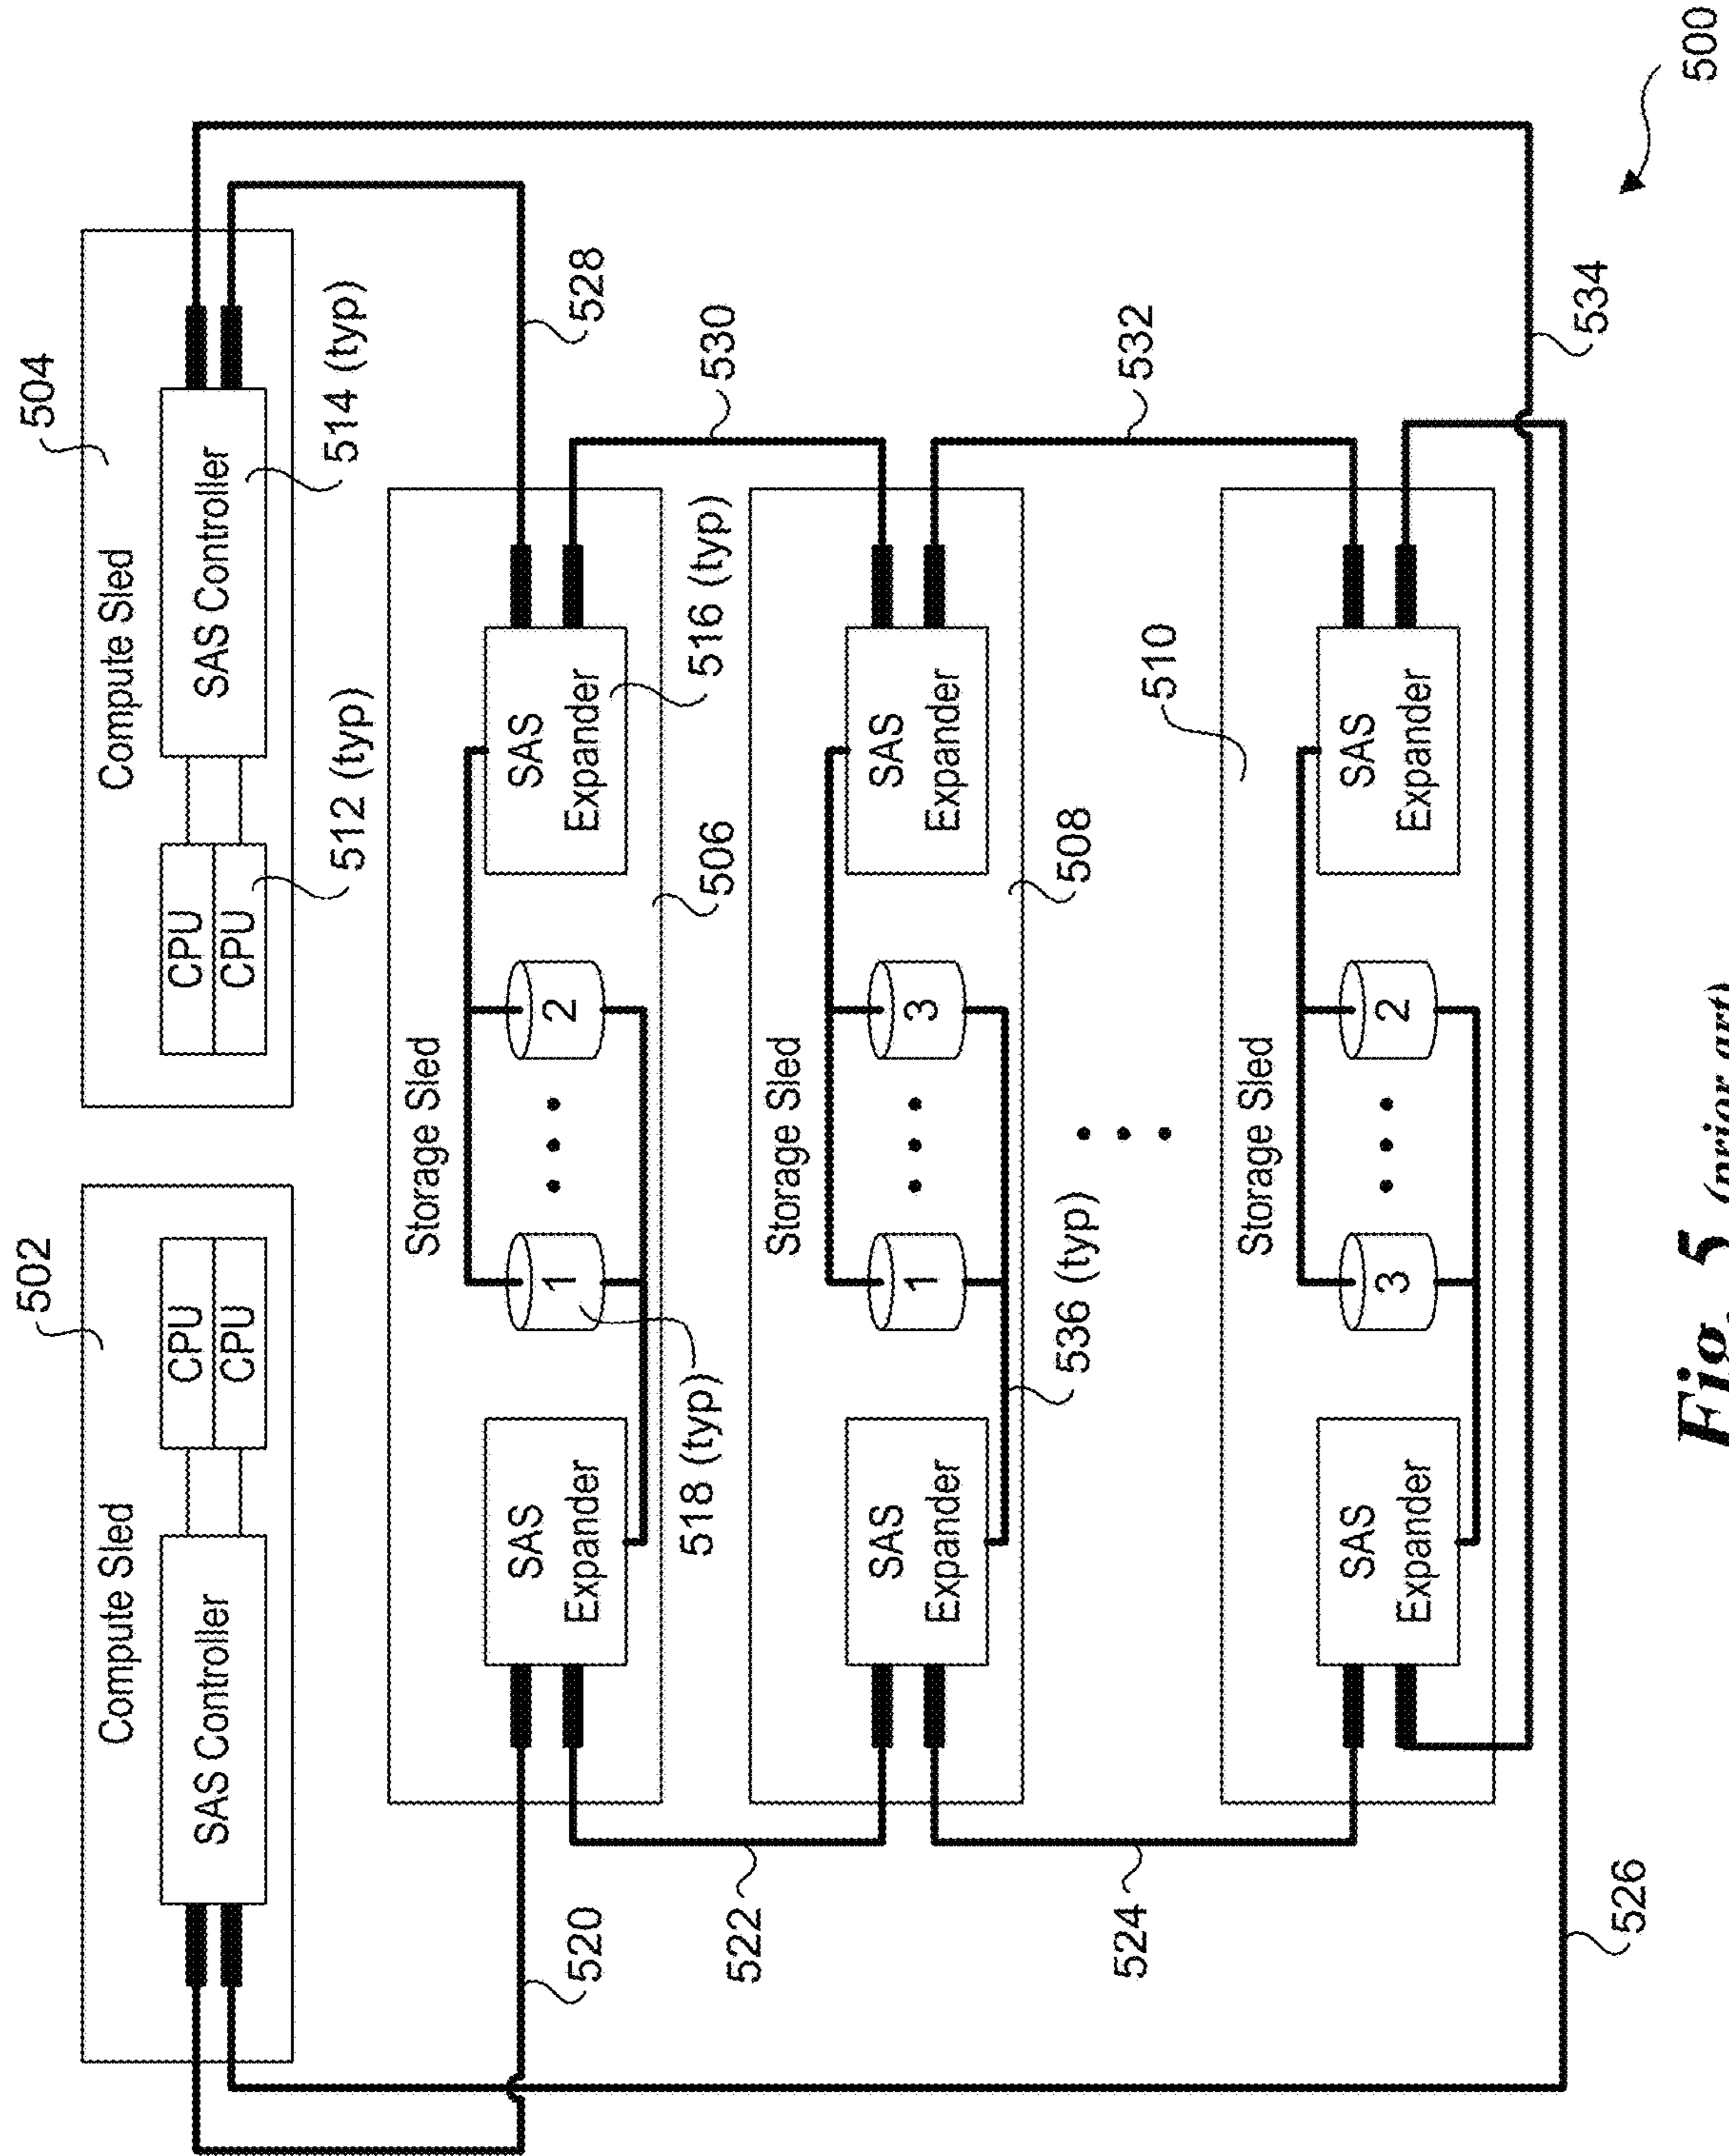 502
504
Compute Sled
Compute Sled
SAS Controller
CPU
CPU
CPU
CPU
SAS Controller
512 (typ)
514 (typ)
Storage Sled
SAS
Expander
1
• • •
2
SAS
Expander
520
528
518 (typ)
506
516 (typ)
522
530
Storage Sled
SAS
Expander
1
• • •
3
SAS
Expander
536 (typ)
508
524
532
• • •
510
Storage Sled
SAS
Expander
3
• • •
2
SAS
Expander
534
526
500
Fig. 5 (prior art)